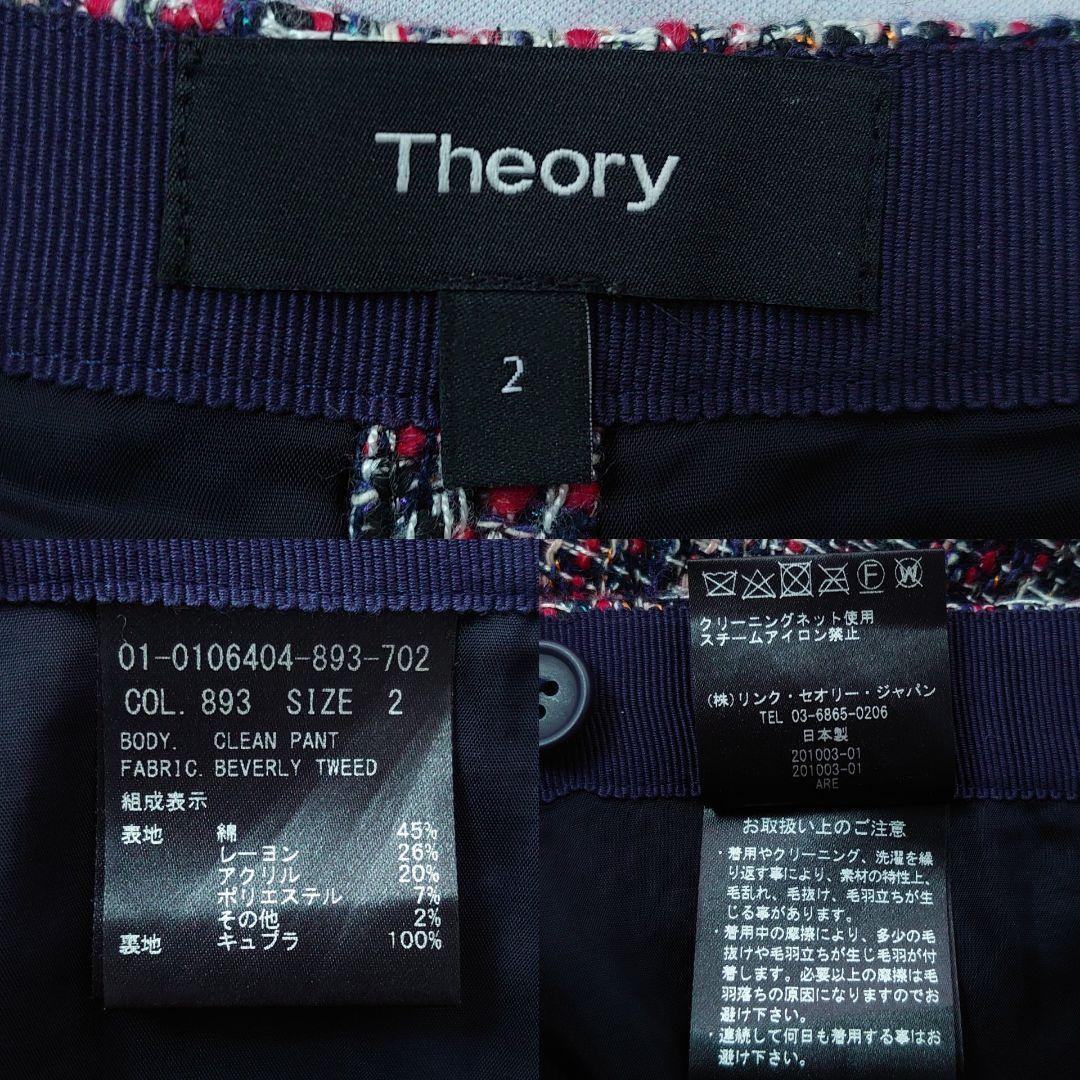 Theory
2
01-0106404-893-702
COL. 893 SIZE 2
BODY. CLEAN PANT
FABRIC. BEVERLY TWEED
組成表示
表地 綿 45%
レーヨン 26%
アクリル 20%
ポリエステル 7%
その他 2%
裏地 キュプラ 100%
F W
クリーニングネット使用
スチームアイロン禁止
(株)リンク・セオリー・ジャパン
TEL 03-6865-0206
日本製
201003-01
201003-01
ARE
お取扱い上のご注意
・着用やクリーニング、洗濯を繰
り返す事により、素材の特性上、
毛乱れ、毛抜け、毛羽立ちが生
じる事があります。
・着用中の摩擦により、多少の毛
抜けや毛羽立ちが生じ毛羽が付
着します。必要以上の摩擦は毛
羽落ちの原因になりますのでお
避け下さい。
・連続して何日も着用する事はお
避け下さい。